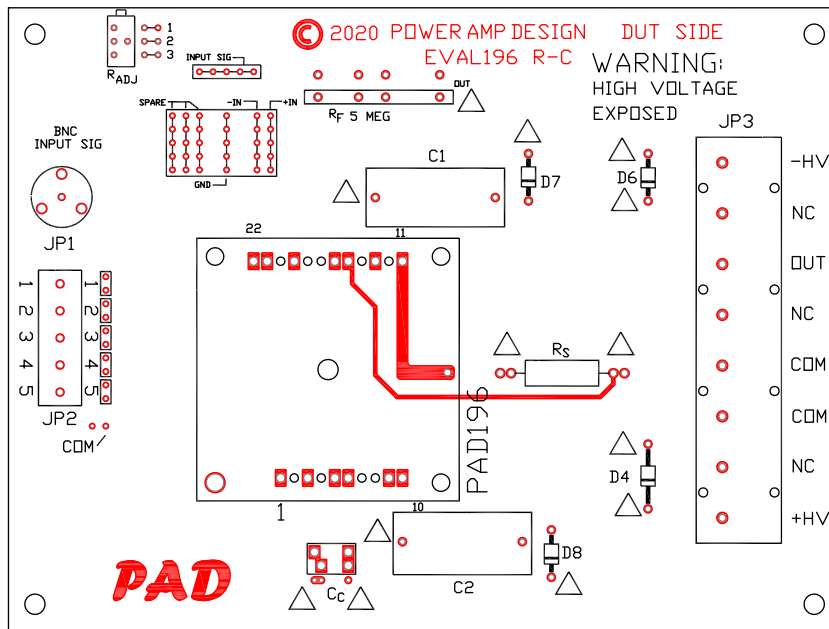 © 2020 POWER AMP DESIGN DUT SIDE
EVAL196 R-C
WARNING:
HIGH VOLTAGE
EXPOSED
1
2
3
RADJ
INPUT SIG
SPARE
-IN
+IN
GND
OUT
RF 5 MEG
BNC
INPUT SIG
JP1
C1
D7
D6
JP3
-HV
NC
OUT
NC
COM
COM
NC
+HV
22
11
1
2
3
4
5
1
2
3
4
5
JP2
COM
RS
PAD196
D4
1
10
PAD
CC
C2
D8